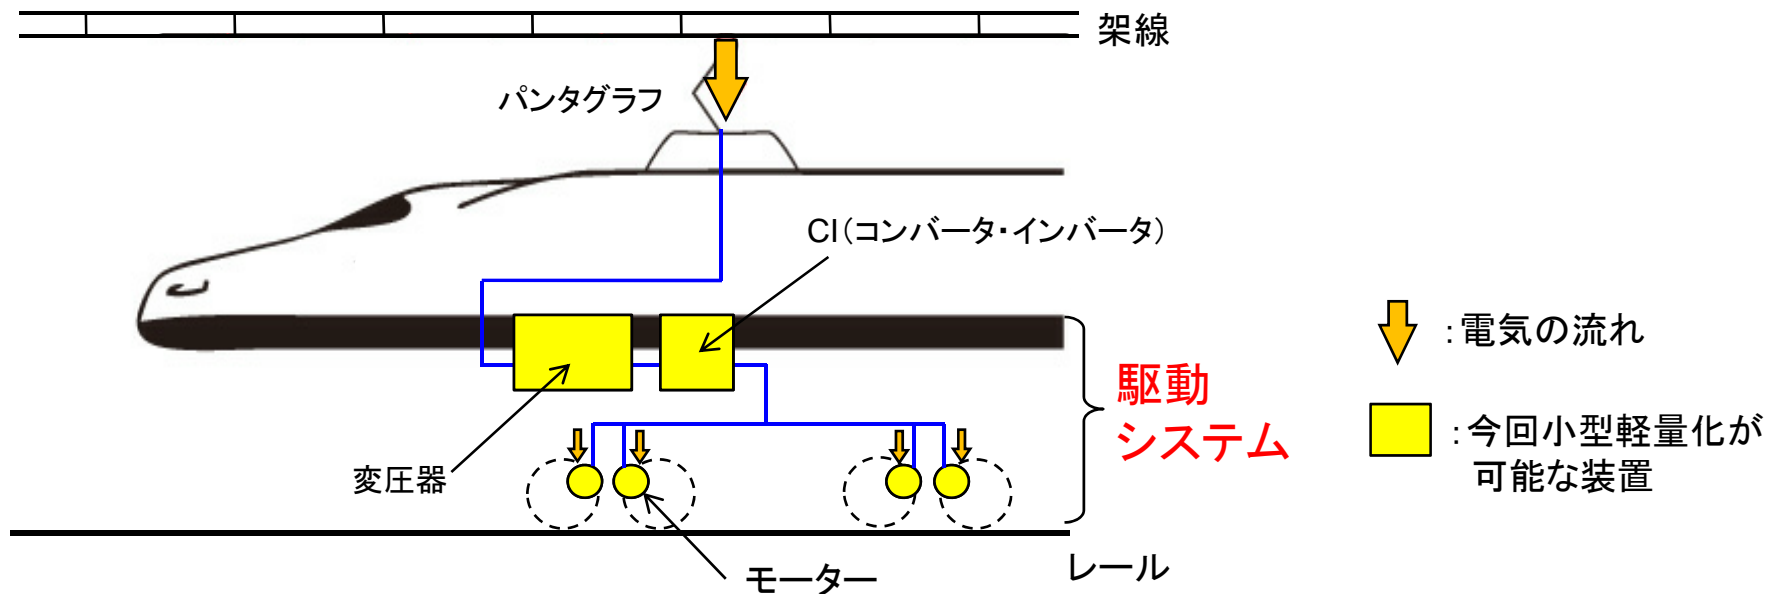 架線
パンタグラフ
CI（コンバータ・インバータ）
：電気の流れ
駆動
システム
：今回小型軽量化が
可能な装置
変圧器
モーター
レール